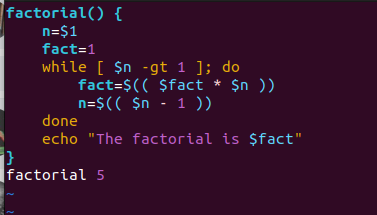 factorial() {
    n=$1
    fact=1
    while [ $n -gt 1 ]; do
        fact=$(( $fact * $n ))
        n=$(( $n - 1 ))
    done
    echo "The factorial is $fact"
}
factorial 5
~
~